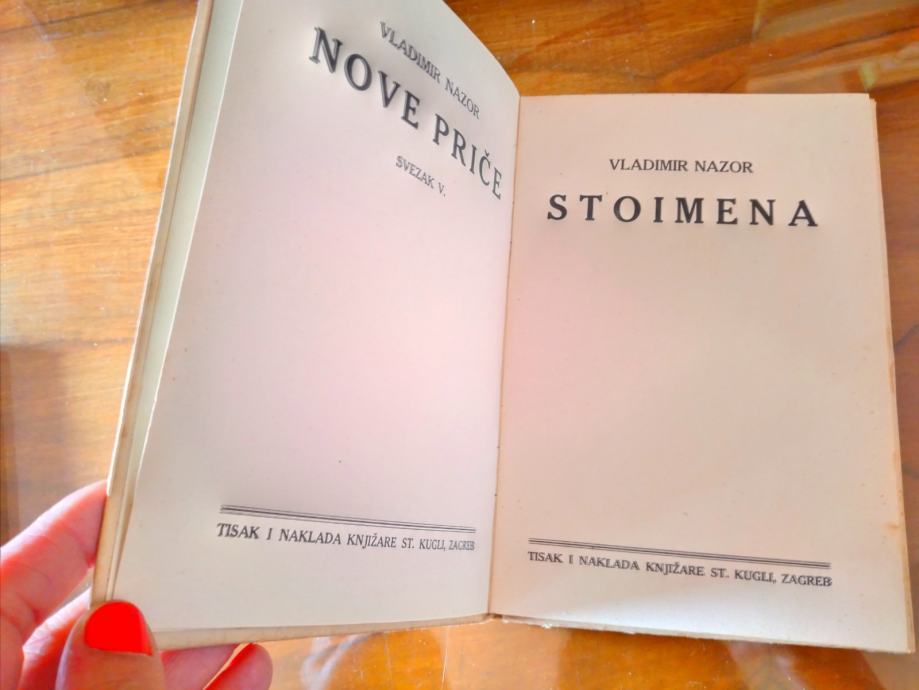 VLADIMIR NAZOR
NOVE PRIČE
SVEZAK V.
TISAK I NAKLADA KNJIŽARE ST. KUGLI, ZAGREB
VLADIMIR NAZOR
STOIMENA
TISAK I NAKLADA KNJIŽARE ST. KUGLI, ZAGREB